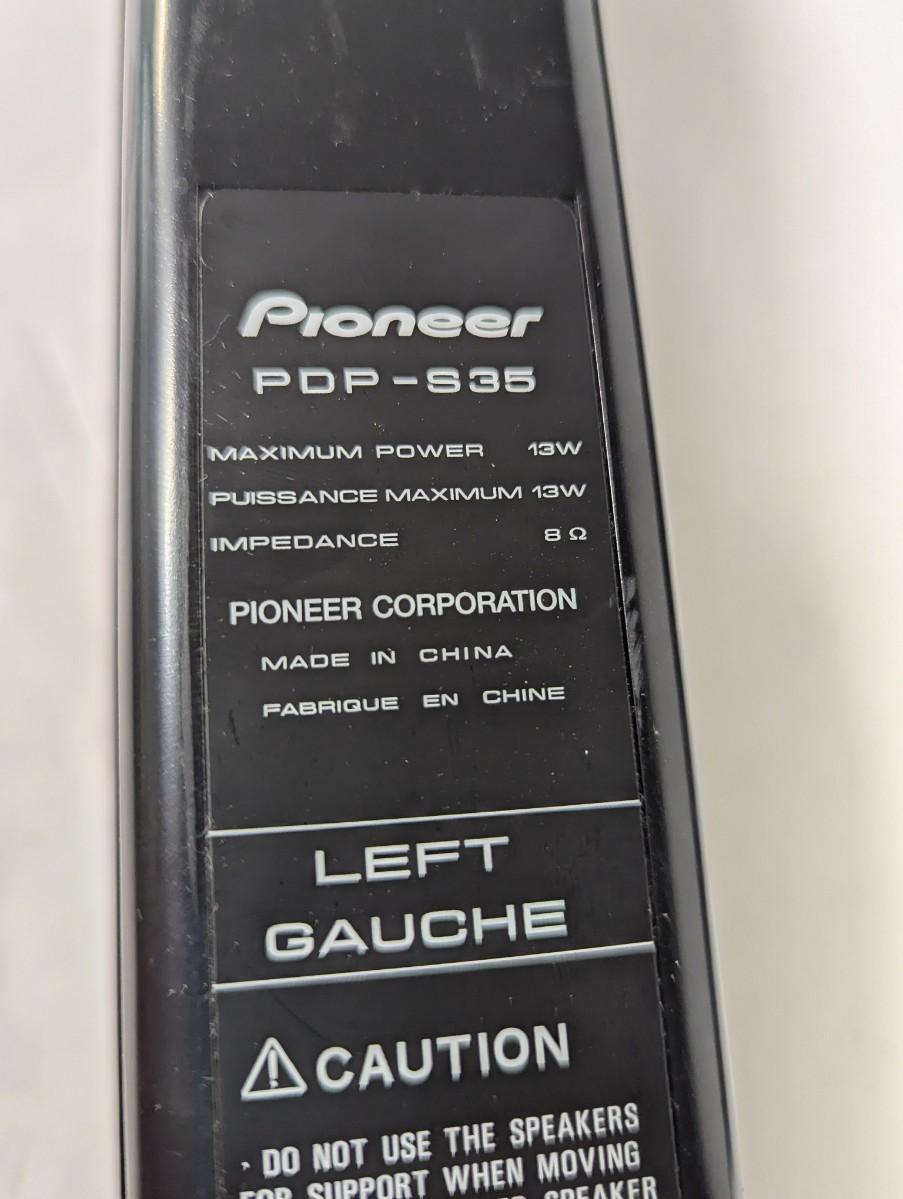 Pioneer
PDP-S35
MAXIMUM POWER 13W
PUISSANCE MAXIMUM 13W
IMPEDANCE 8 Ω
PIONEER CORPORATION
MADE IN CHINA
FABRIQUE EN CHINE
LEFT
GAUCHE
⚠ CAUTION
· DO NOT USE THE SPEAKERS
FOR SUPPORT WHEN MOVING
SPEAKER